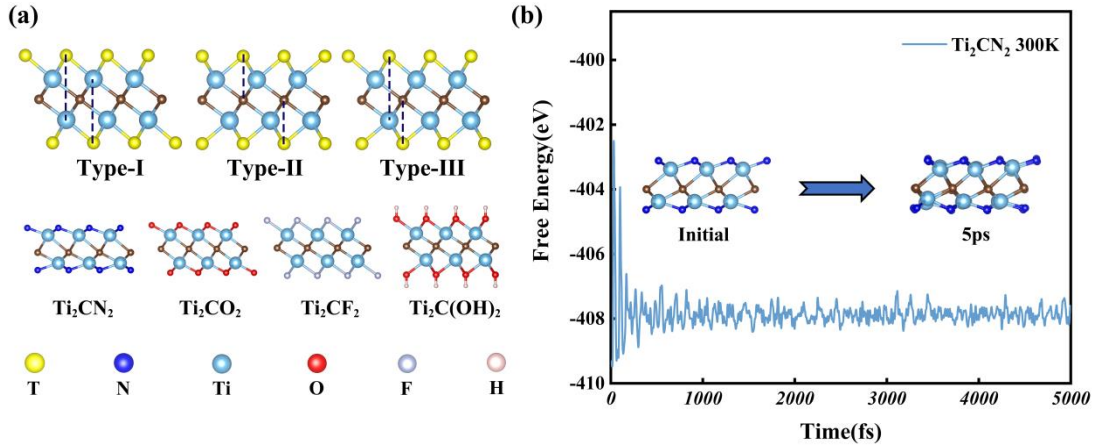 (a)
Type-I
Type-II
Type-III
Ti₂CN₂
Ti₂CO₂
Ti₂CF₂
Ti₂C(OH)₂
T
N
Ti
O
F
H
(b)
Ti₂CN₂ 300K
Free Energy(eV)
-400
-402
-404
-406
-408
-410
Initial
5ps
0
1000
2000
3000
4000
5000
Time(fs)